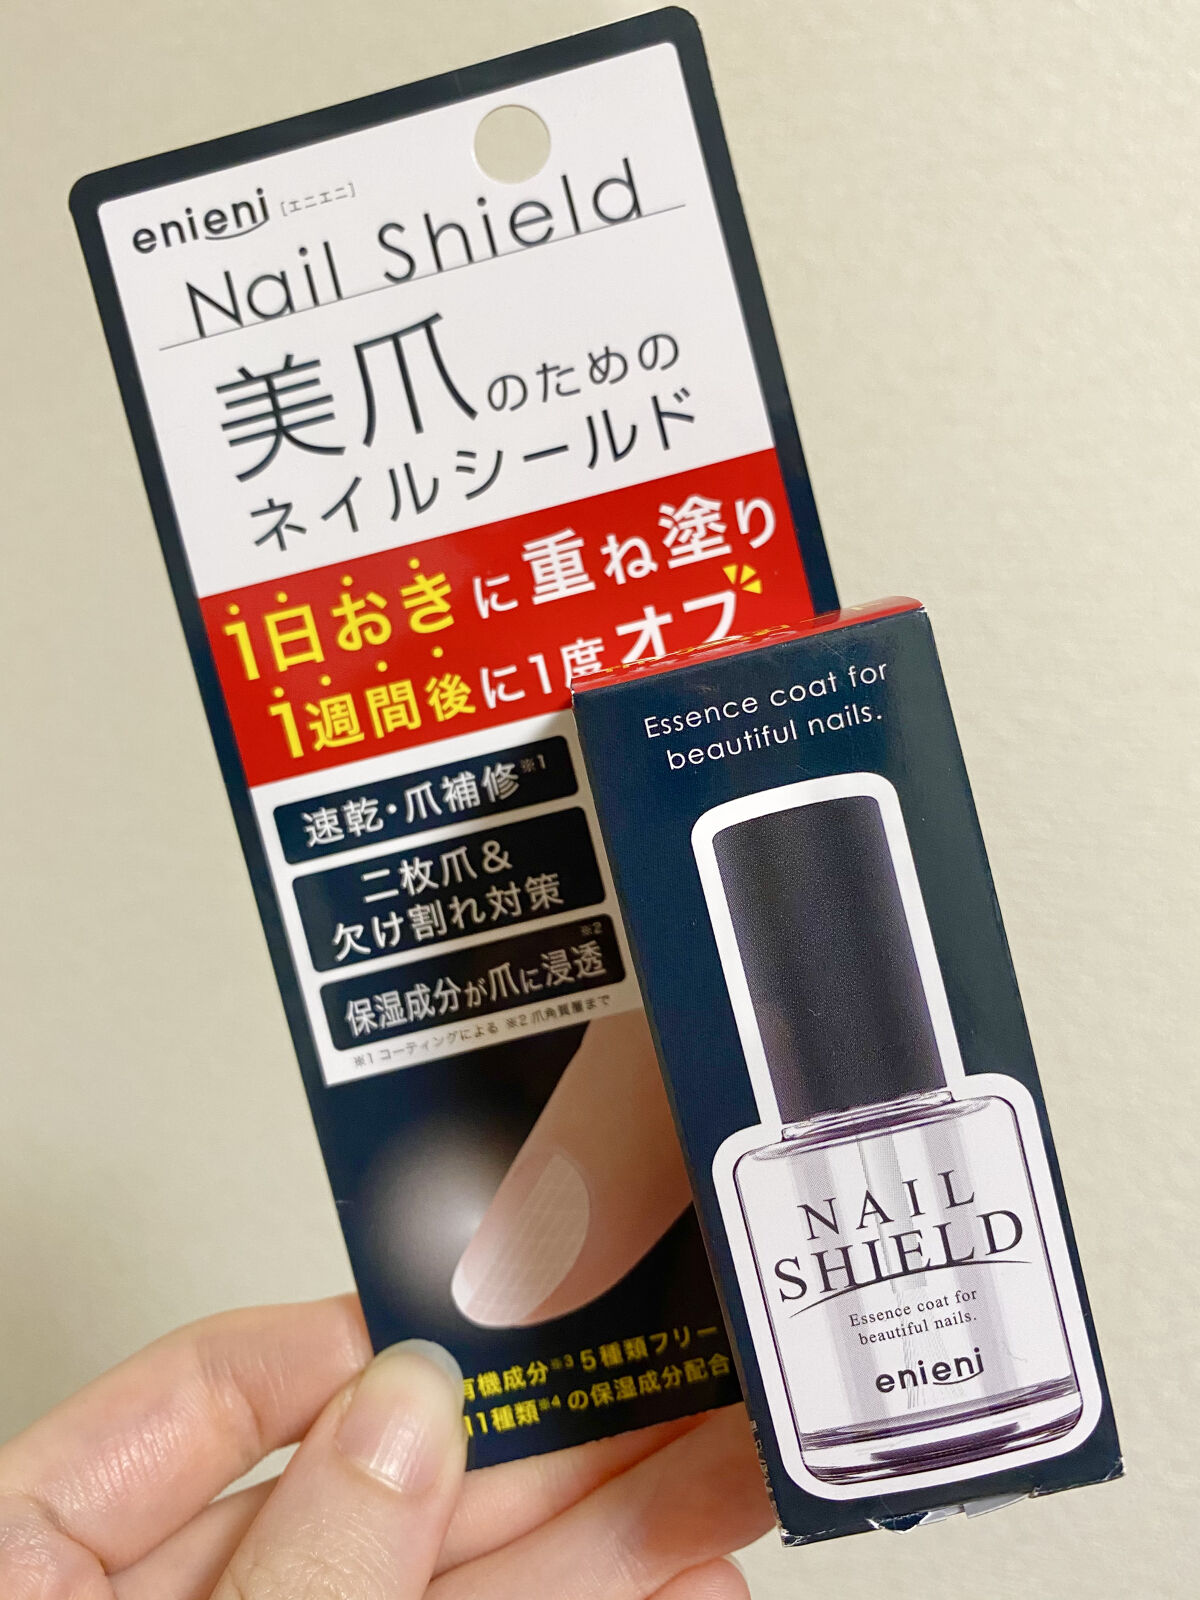 enieni [エニエニ]
Nail Shield
美爪のための
ネイルシールド
1日おきに重ね塗り
1週間後に1度オフ
速乾・爪補修※1
二枚爪&
欠け割れ対策
保湿成分が爪に浸透※2
※1 コーティングによる ※2 爪角質層まで
有機成分※3 5種類フリー
11種類※4 の保湿成分配合
Essence coat for
beautiful nails.
NAIL
SHIELD
Essence coat for
beautiful nails.
enieni